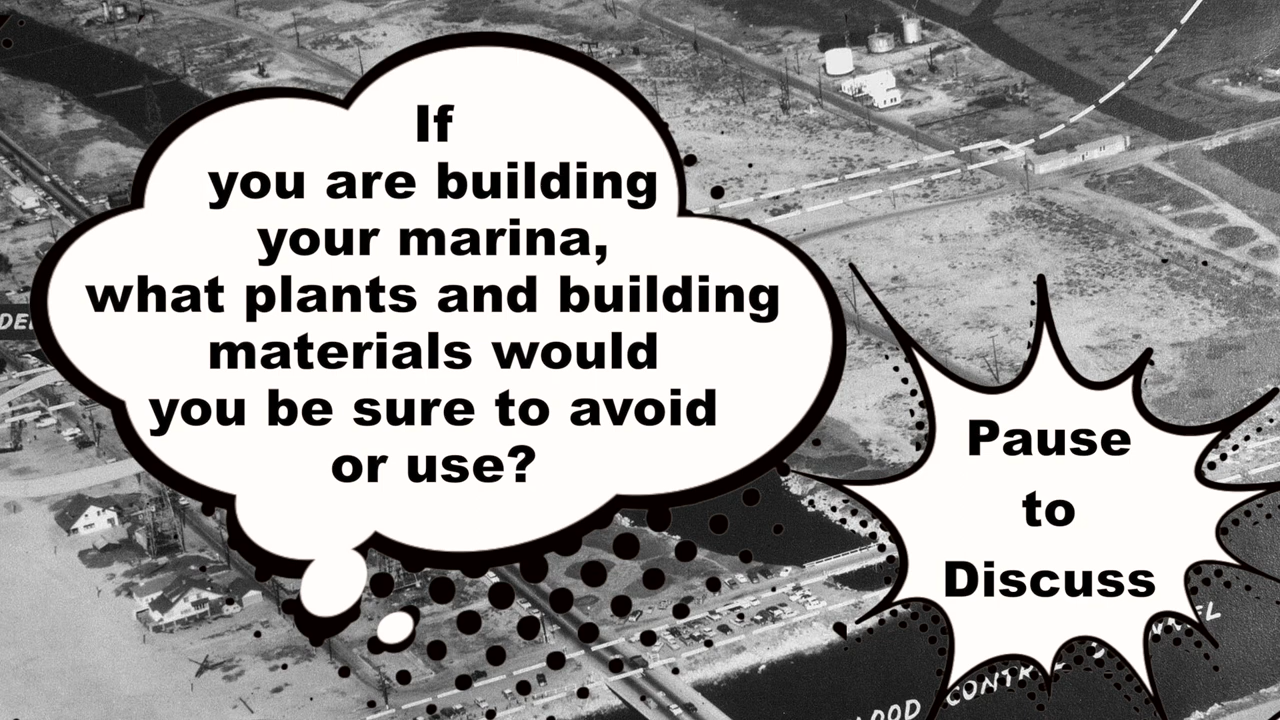 If
you are building
your marina,
what plants and building
materials would
you be sure to avoid
or use?
Pause
to
Discuss